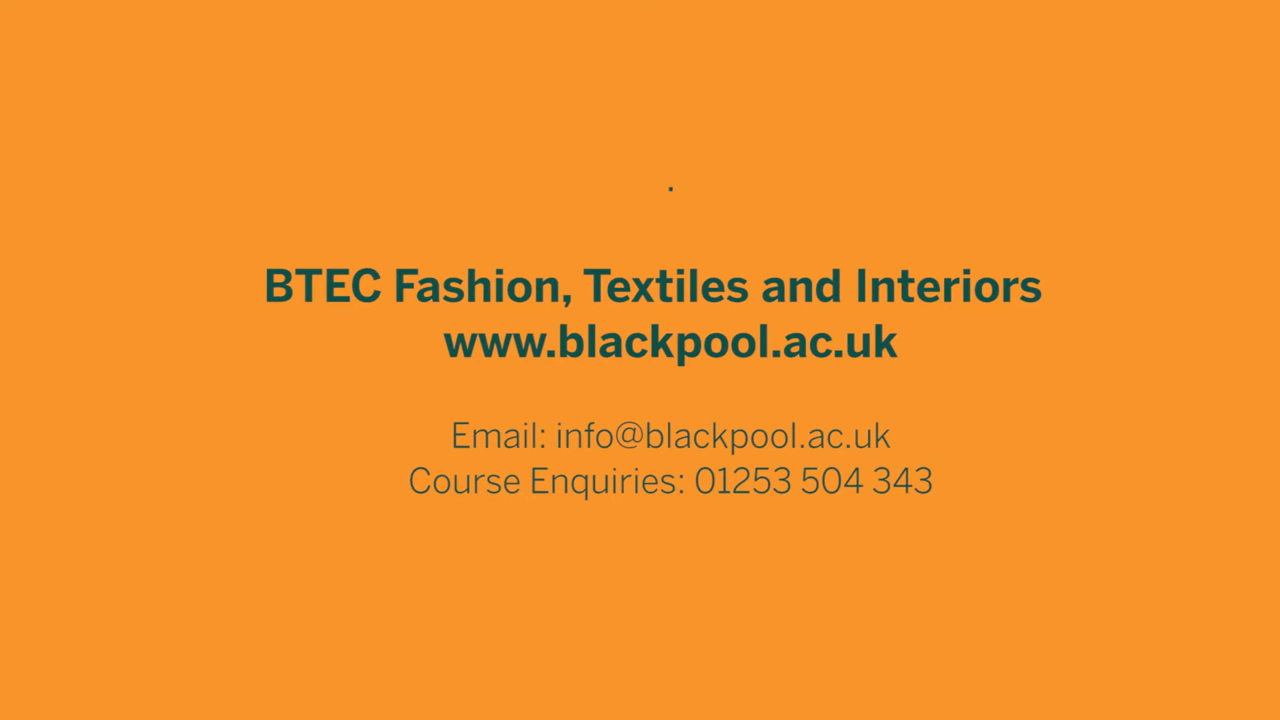 .
BTEC Fashion, Textiles and Interiors
www.blackpool.ac.uk
Email: info@blackpool.ac.uk
Course Enquiries: 01253 504 343